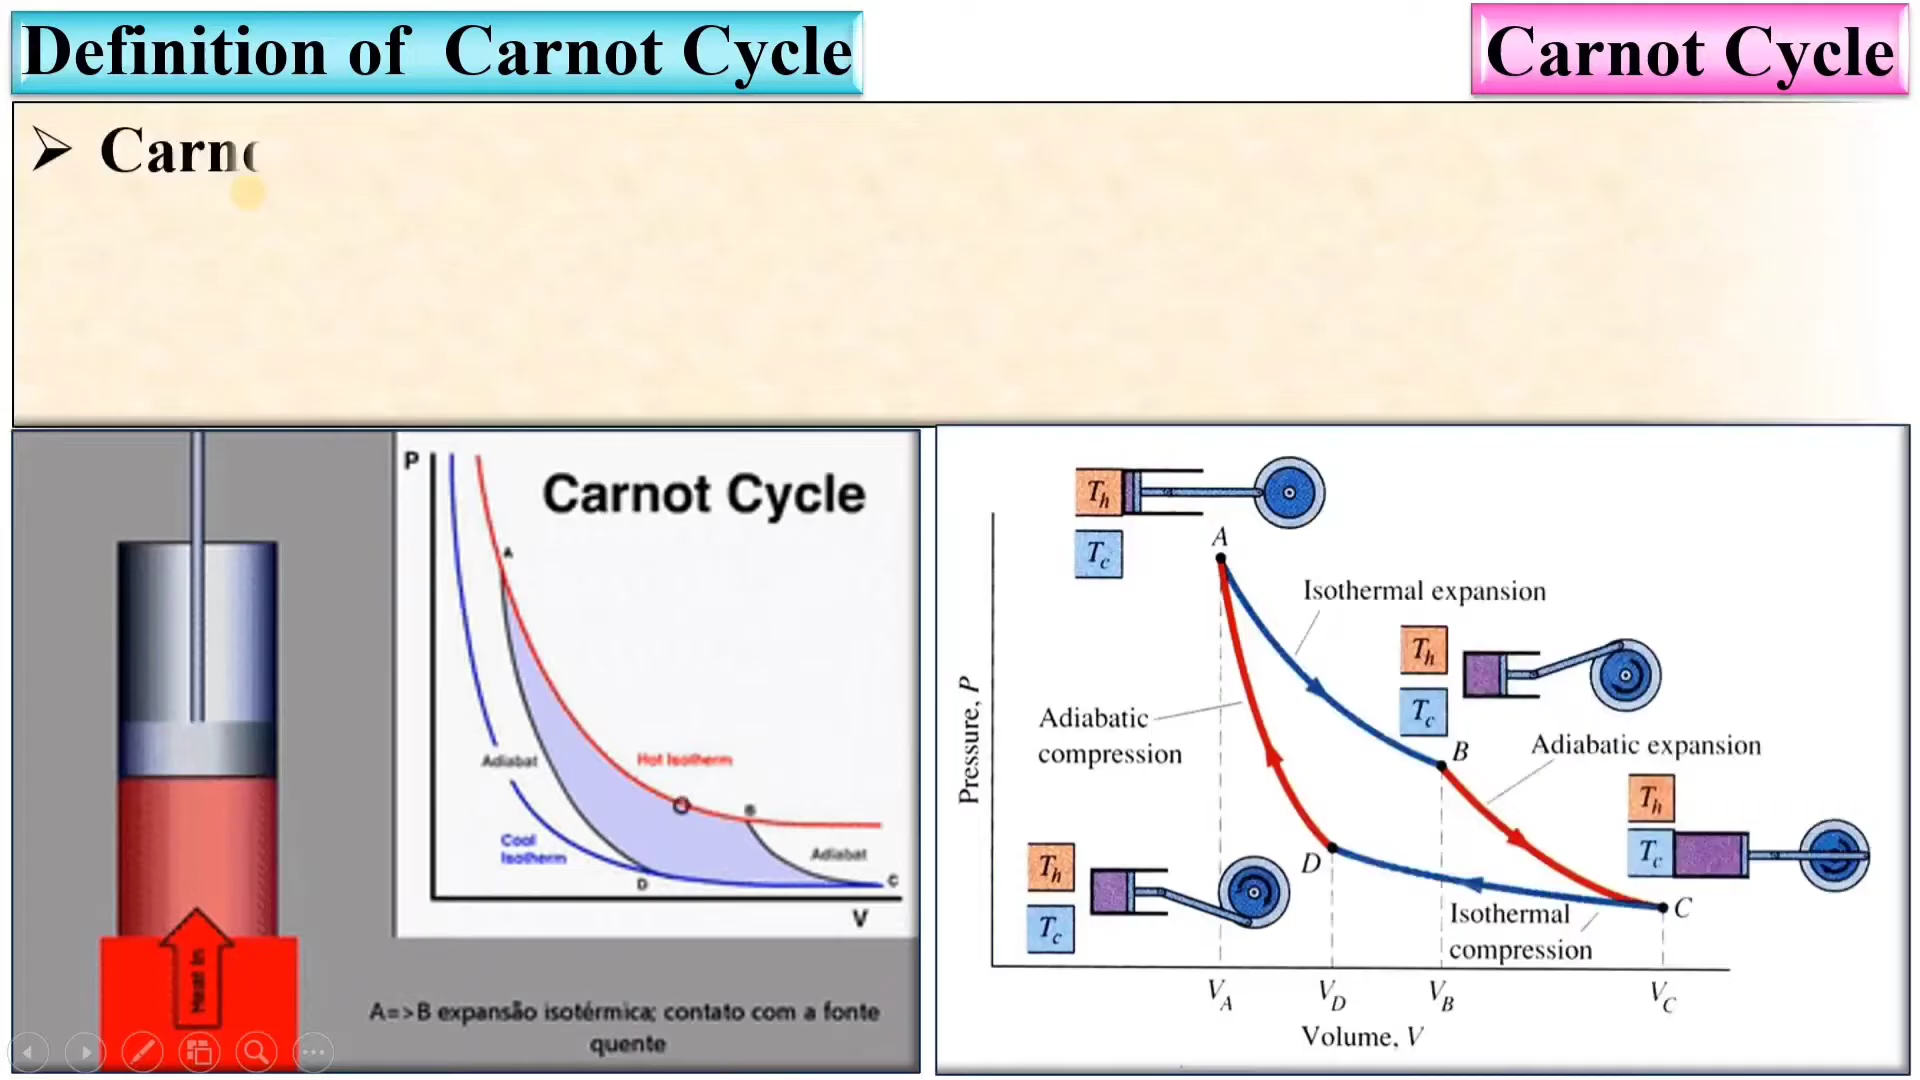 Definition of Carnot Cycle
Carnot Cycle
➢ Carno
P
Carnot Cycle
A
Adiabat
Hot Isotherm
B
Cool
Isotherm
Adiabat
D
C
V
Heat In
A=>B expansão isotérmica; contato com a fonte
quente
Th
Tc
A
Isothermal expansion
Th
Tc
Adiabatic
compression
B
Adiabatic expansion
Pressure, P
Th
Tc
D
Th
Tc
C
Isothermal
compression
VA
VD
VB
VC
Volume, V